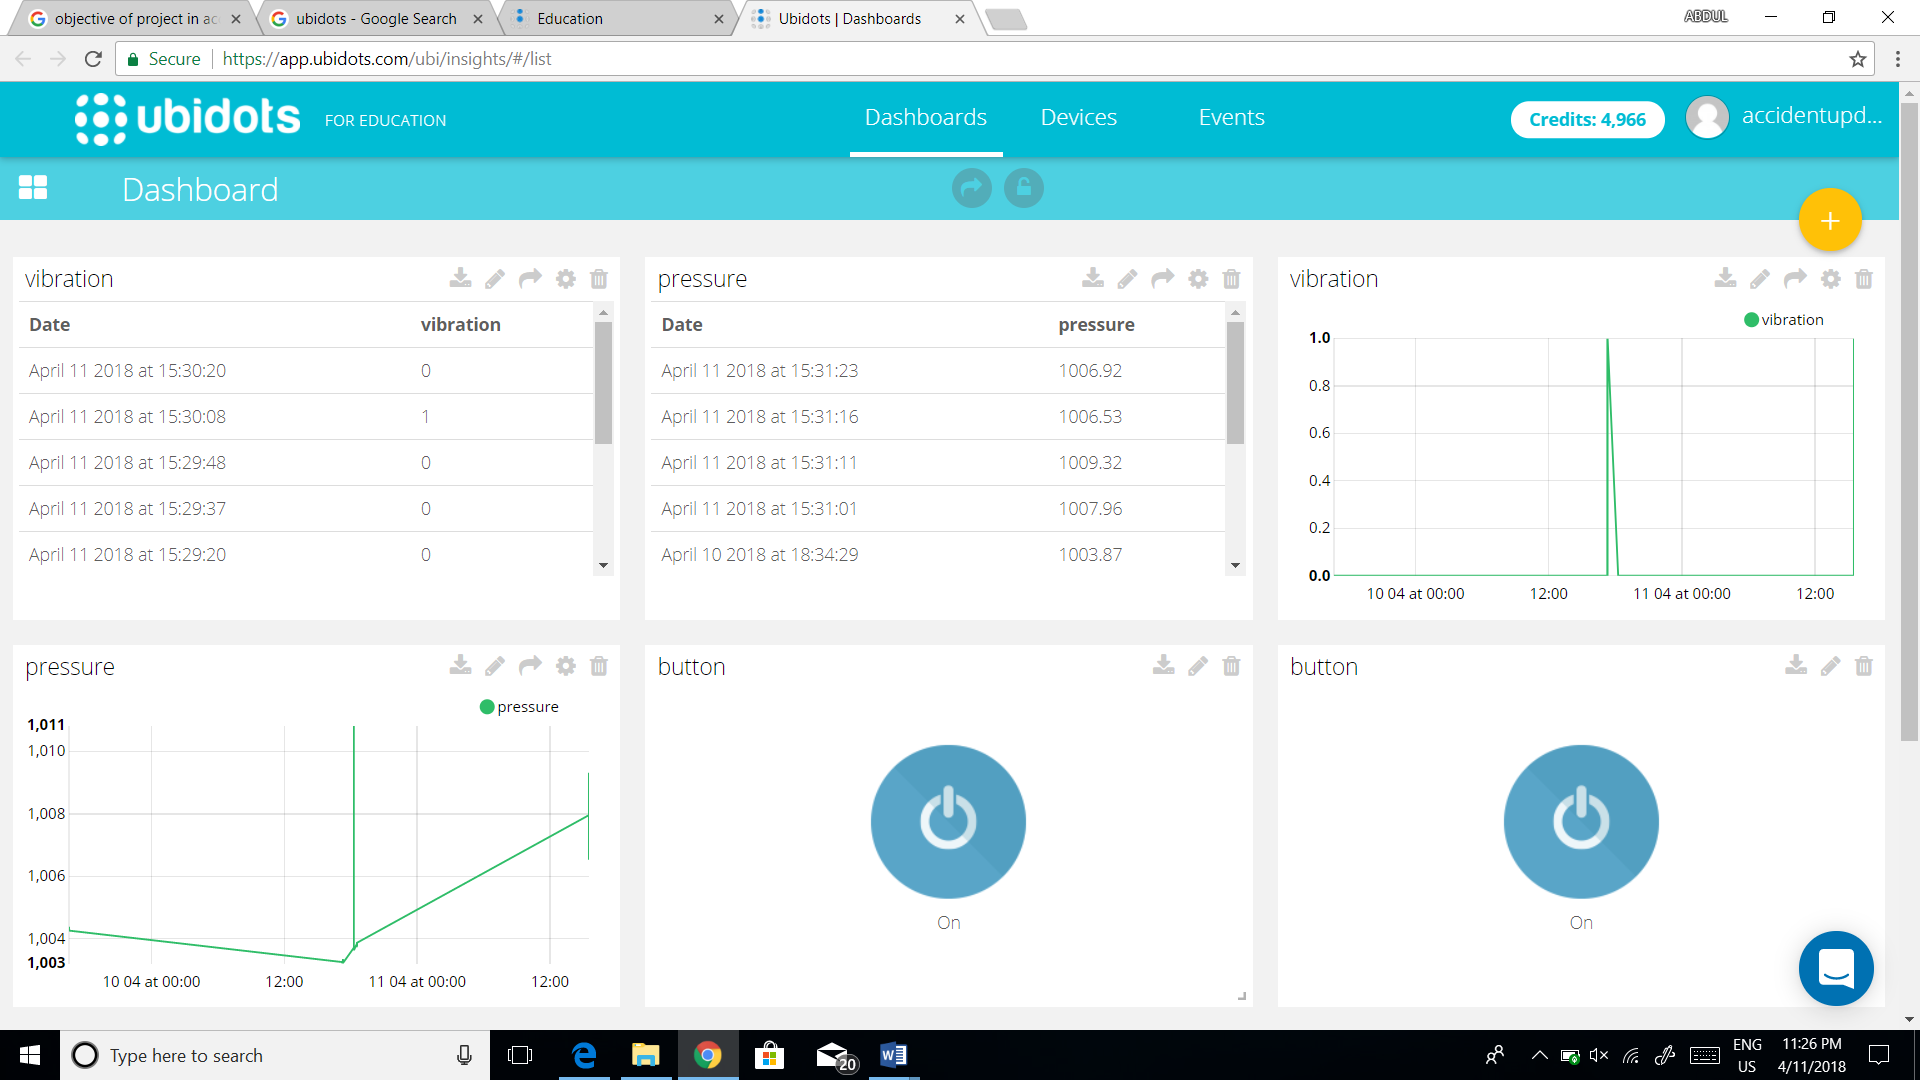 objective of project in ac
ubidots - Google Search
Education
Ubidots | Dashboards
ABDUL
Secure
https://app.ubidots.com/ubi/insights/#/list
ubidots
FOR EDUCATION
Dashboards
Devices
Events
Credits: 4,966
accidentupd...
Dashboard
+
vibration
Date vibration
April 11 2018 at 15:30:20 0
April 11 2018 at 15:30:08 1
April 11 2018 at 15:29:48 0
April 11 2018 at 15:29:37 0
April 11 2018 at 15:29:20 0
pressure
Date pressure
April 11 2018 at 15:31:23 1006.92
April 11 2018 at 15:31:16 1006.53
April 11 2018 at 15:31:11 1009.32
April 11 2018 at 15:31:01 1007.96
April 10 2018 at 18:34:29 1003.87
vibration
vibration
1.0
0.8
0.6
0.4
0.2
0.0
10 04 at 00:00 12:00 11 04 at 00:00 12:00
pressure
pressure
1,011
1,010
1,008
1,006
1,004
1,003
10 04 at 00:00 12:00 11 04 at 00:00 12:00
button
On
button
On
Type here to search
20
ENG
US
11:26 PM
4/11/2018